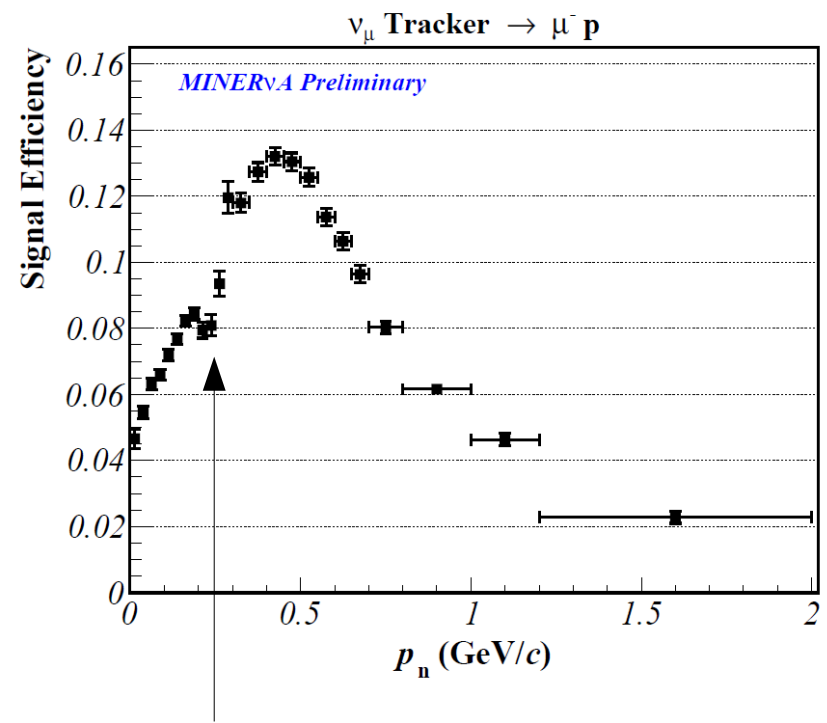 νμ Tracker → μ- p
MINERνA Preliminary
Signal Efficiency
0.16
0.14
0.12
0.1
0.08
0.06
0.04
0.02
0
0 0.5 1 1.5 2
pn (GeV/c)